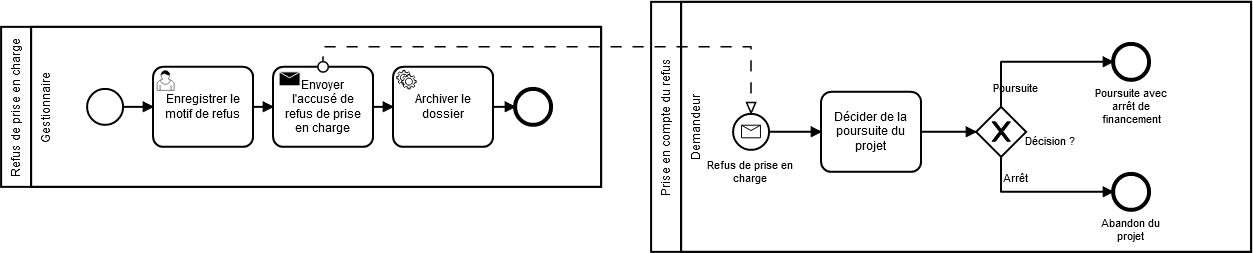 Refus de prise en charge
Gestionnaire
Enregistrer le
motif de refus
Envoyer
l'accusé de
refus de prise
en charge
Archiver le
dossier
Prise en compte du refus
Demandeur
Refus de prise en
charge
Décider de la
poursuite du
projet
Décision ?
Poursuite
Poursuite avec
arrêt de
financement
Arrêt
Abandon du
projet